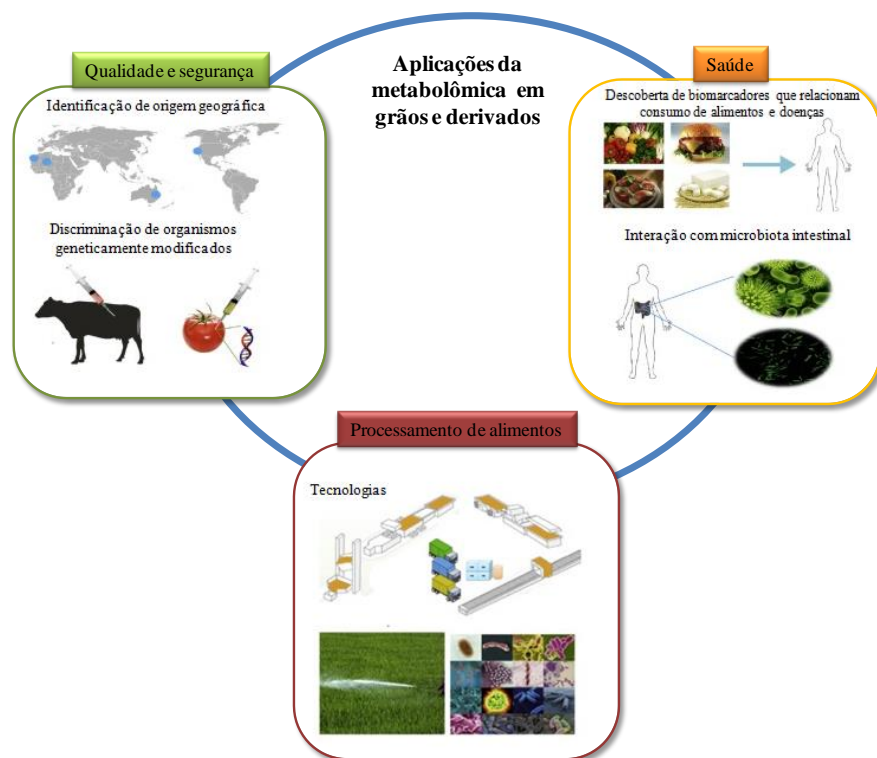 Aplicações da
metabolômica em
grãos e derivados
Qualidade e segurança
Identificação de origem geográfica
Discriminação de organismos
geneticamente modificados
Saúde
Descoberta de biomarcadores que relacionam
consumo de alimentos e doenças
Interação com microbiota intestinal
Processamento de alimentos
Tecnologias